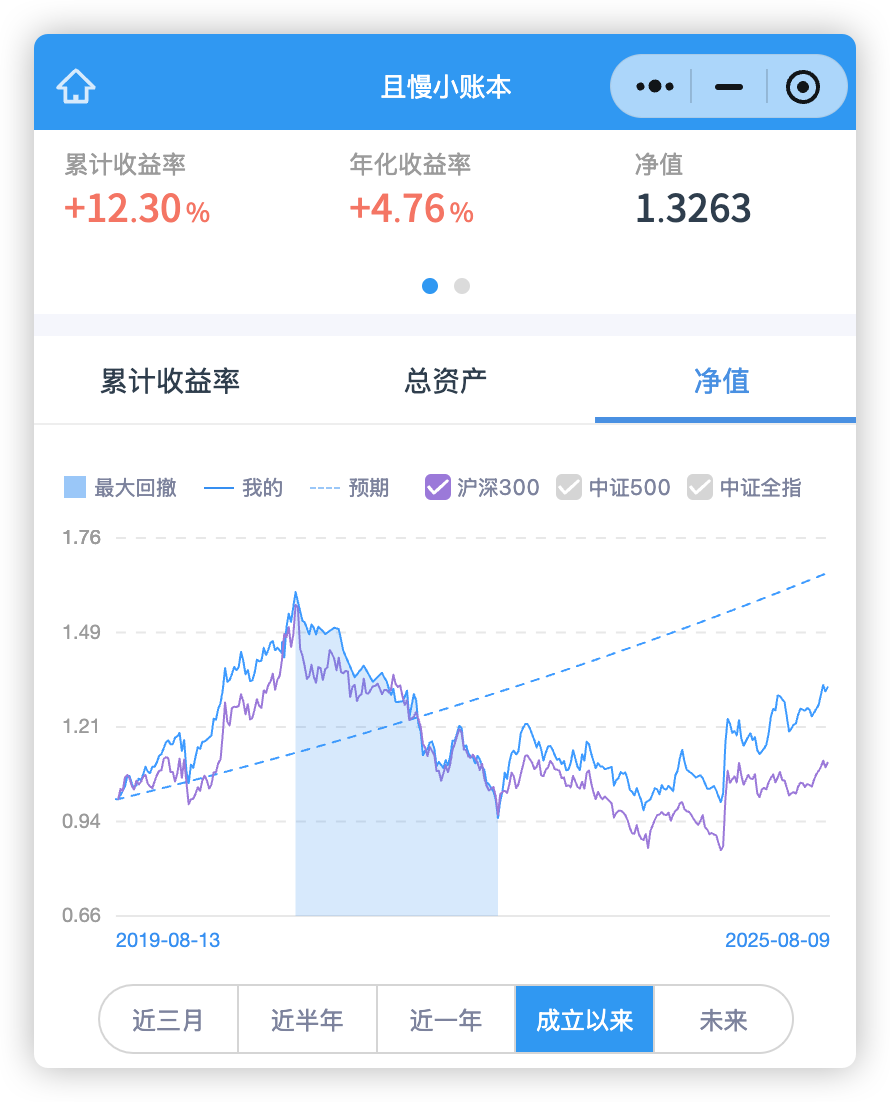 且慢小账本
累计收益率 年化收益率 净值
+12.30% +4.76% 1.3263
累计收益率 总资产 净值
最大回撤 我的 预期 沪深300 中证500 中证全指
1.76
1.49
1.21
0.94
0.66
2019-08-13 2025-08-09
近三月 近半年 近一年 成立以来 未来